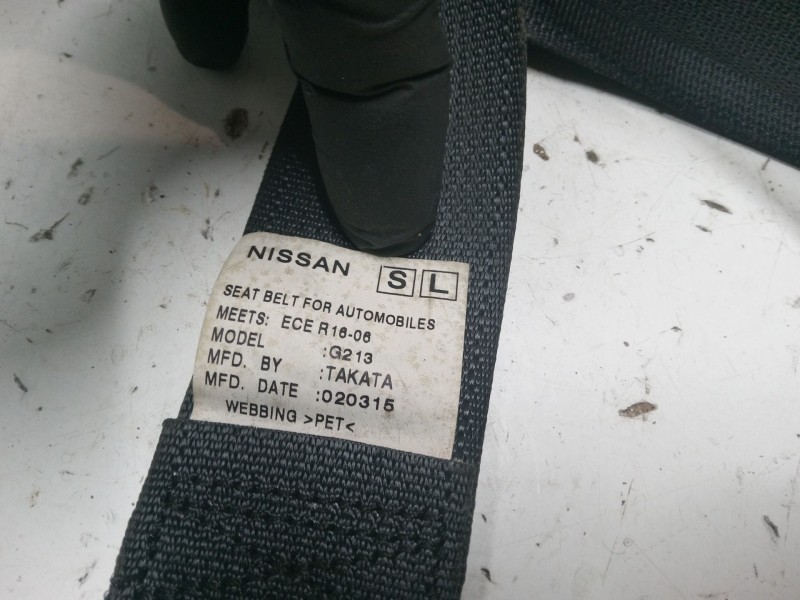 NISSAN S L
SEAT BELT FOR AUTOMOBILES
MEETS: ECE R16-06
MODEL :G213
MFD. BY :TAKATA
MFD. DATE :020315
WEBBING >PET<